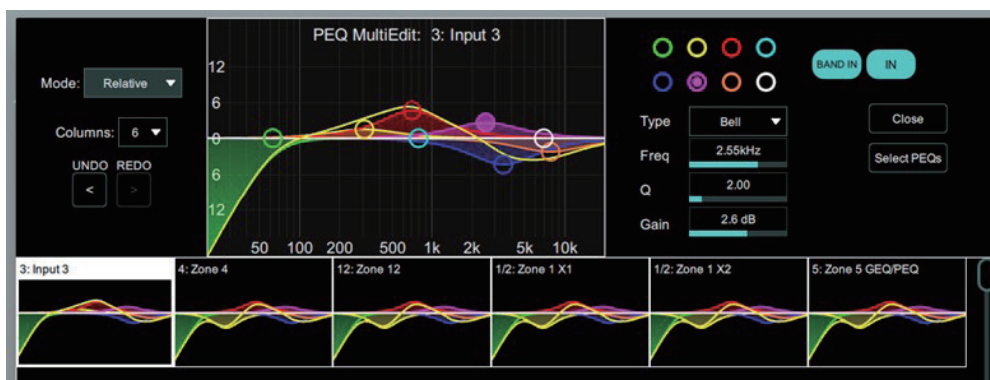 PEQ MultiEdit: 3: Input 3
Mode: Relative
Columns: 6
UNDO REDO
< >
12
6
0
6
12
50 100 200 500 1k 2k 5k 10k
BAND IN IN
Type Bell
Freq 2.55kHz
Q 2.00
Gain 2.6 dB
Close
Select PEQs
3: Input 3 4: Zone 4 12: Zone 12 1/2: Zone 1 X1 1/2: Zone 1 X2 5: Zone 5 GEQ/PEQ